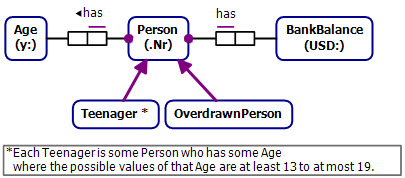 Age
(y:)
◄has
Person
(.Nr)
has
BankBalance
(USD:)
Teenager *
OverdrawnPerson
*Each Teenager is some Person who has some Age
where the possible values of that Age are at least 13 to at most 19.